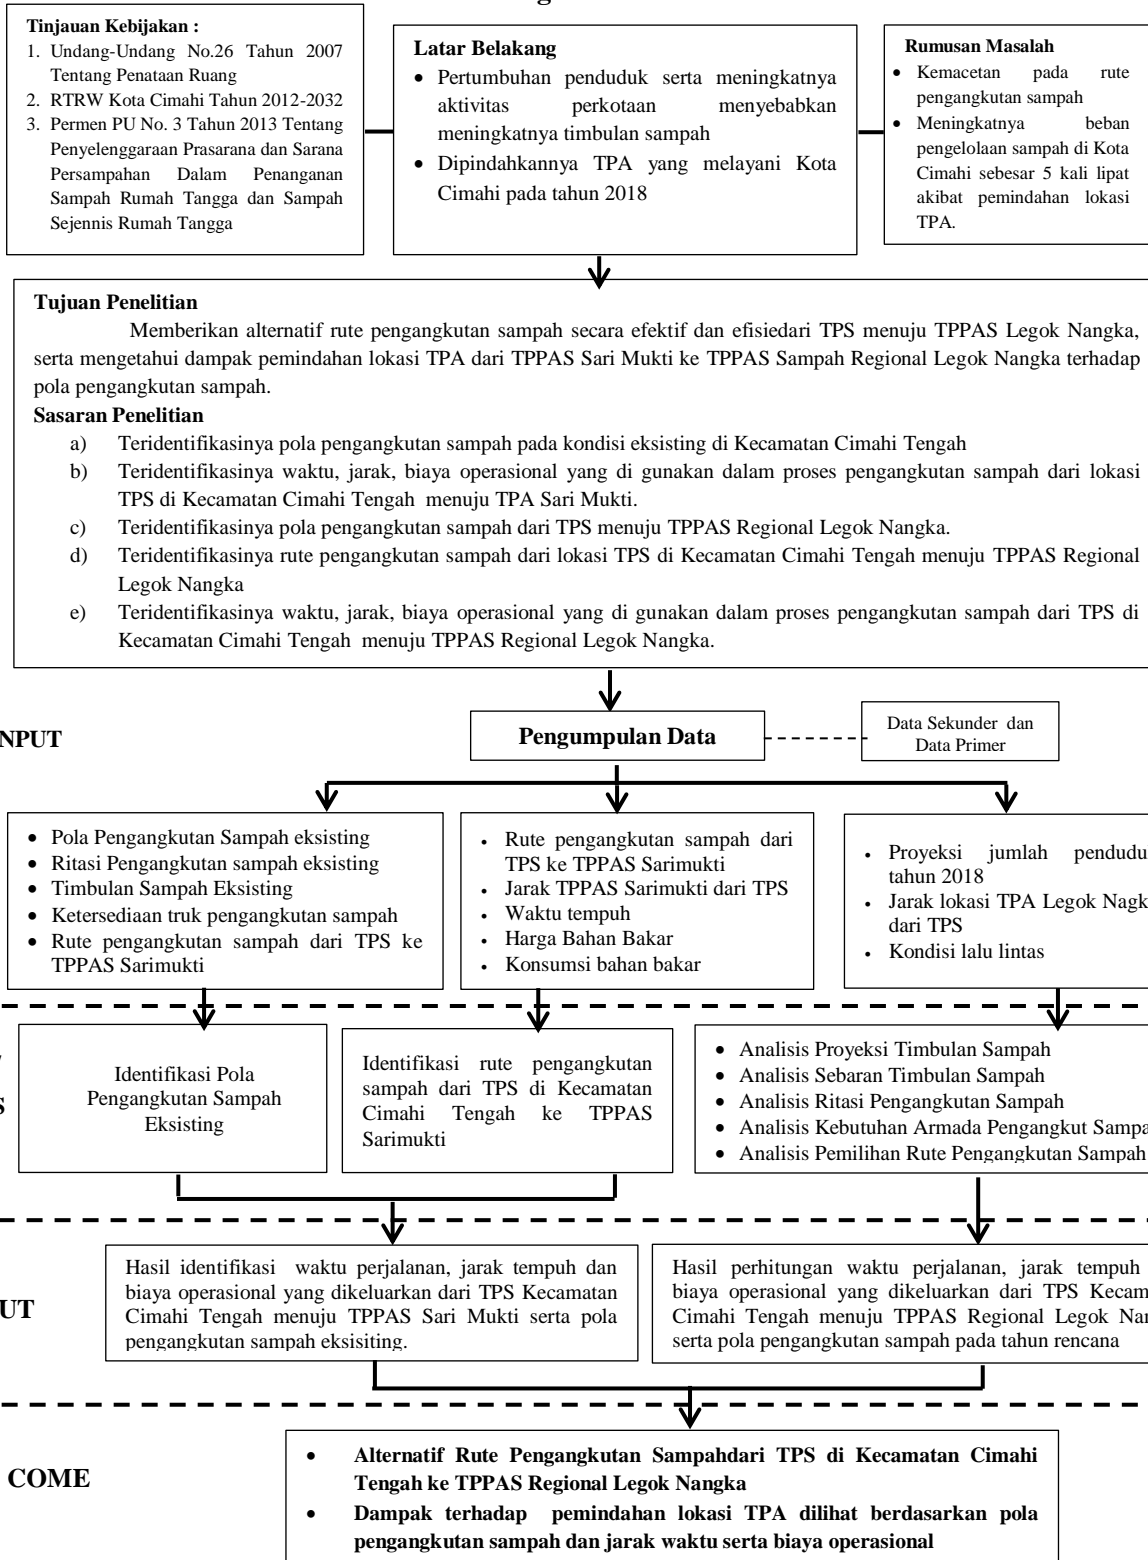 Tinjauan Kebijakan :
1. Undang-Undang No.26 Tahun 2007
Tentang Penataan Ruang
2. RTRW Kota Cimahi Tahun 2012-2032
3. Permen PU No. 3 Tahun 2013 Tentang
Penyelenggaraan Prasarana dan Sarana
Persampahan Dalam Penanganan
Sampah Rumah Tangga dan Sampah
Sejennis Rumah Tangga
Latar Belakang
• Pertumbuhan penduduk serta meningkatnya
aktivitas perkotaan menyebabkan
meningkatnya timbulan sampah
• Dipindahkannya TPA yang melayani Kota
Cimahi pada tahun 2018
Rumusan Masalah
• Kemacetan pada rute
pengangkutan sampah
• Meningkatnya beban
pengelolaan sampah di Kota
Cimahi sebesar 5 kali lipat
akibat pemindahan lokasi
TPA.
Tujuan Penelitian
Memberikan alternatif rute pengangkutan sampah secara efektif dan efisiedari TPS menuju TPPAS Legok Nangka,
serta mengetahui dampak pemindahan lokasi TPA dari TPPAS Sari Mukti ke TPPAS Sampah Regional Legok Nangka terhadap
pola pengangkutan sampah.
Sasaran Penelitian
a) Teridentifikasinya pola pengangkutan sampah pada kondisi eksisting di Kecamatan Cimahi Tengah
b) Teridentifikasinya waktu, jarak, biaya operasional yang di gunakan dalam proses pengangkutan sampah dari lokasi
TPS di Kecamatan Cimahi Tengah menuju TPA Sari Mukti.
c) Teridentifikasinya pola pengangkutan sampah dari TPS menuju TPPAS Regional Legok Nangka.
d) Teridentifikasinya rute pengangkutan sampah dari lokasi TPS di Kecamatan Cimahi Tengah menuju TPPAS Regional
Legok Nangka
e) Teridentifikasinya waktu, jarak, biaya operasional yang di gunakan dalam proses pengangkutan sampah dari TPS di
Kecamatan Cimahi Tengah menuju TPPAS Regional Legok Nangka.
NPUT
Pengumpulan Data
Data Sekunder dan
Data Primer
• Pola Pengangkutan Sampah eksisting
• Ritasi Pengangkutan sampah eksisting
• Timbulan Sampah Eksisting
• Ketersediaan truk pengangkutan sampah
• Rute pengangkutan sampah dari TPS ke
TPPAS Sarimukti
• Rute pengangkutan sampah dari
TPS ke TPPAS Sarimukti
• Jarak TPPAS Sarimukti dari TPS
• Waktu tempuh
• Harga Bahan Bakar
• Konsumsi bahan bakar
• Proyeksi jumlah pendudu
tahun 2018
• Jarak lokasi TPA Legok Nagk
dari TPS
• Kondisi lalu lintas
S
Identifikasi Pola
Pengangkutan Sampah
Eksisting
Identifikasi rute pengangkutan
sampah dari TPS di Kecamatan
Cimahi Tengah ke TPPAS
Sarimukti
• Analisis Proyeksi Timbulan Sampah
• Analisis Sebaran Timbulan Sampah
• Analisis Ritasi Pengangkutan Sampah
• Analisis Kebutuhan Armada Pengangkut Sampa
• Analisis Pemilihan Rute Pengangkutan Sampah
UT
Hasil identifikasi waktu perjalanan, jarak tempuh dan
biaya operasional yang dikeluarkan dari TPS Kecamatan
Cimahi Tengah menuju TPPAS Sari Mukti serta pola
pengangkutan sampah eksisiting.
Hasil perhitungan waktu perjalanan, jarak tempuh
biaya operasional yang dikeluarkan dari TPS Kecam
Cimahi Tengah menuju TPPAS Regional Legok Nan
serta pola pengangkutan sampah pada tahun rencana
COME
• Alternatif Rute Pengangkutan Sampahdari TPS di Kecamatan Cimahi
Tengah ke TPPAS Regional Legok Nangka
• Dampak terhadap pemindahan lokasi TPA dilihat berdasarkan pola
pengangkutan sampah dan jarak waktu serta biaya operasional